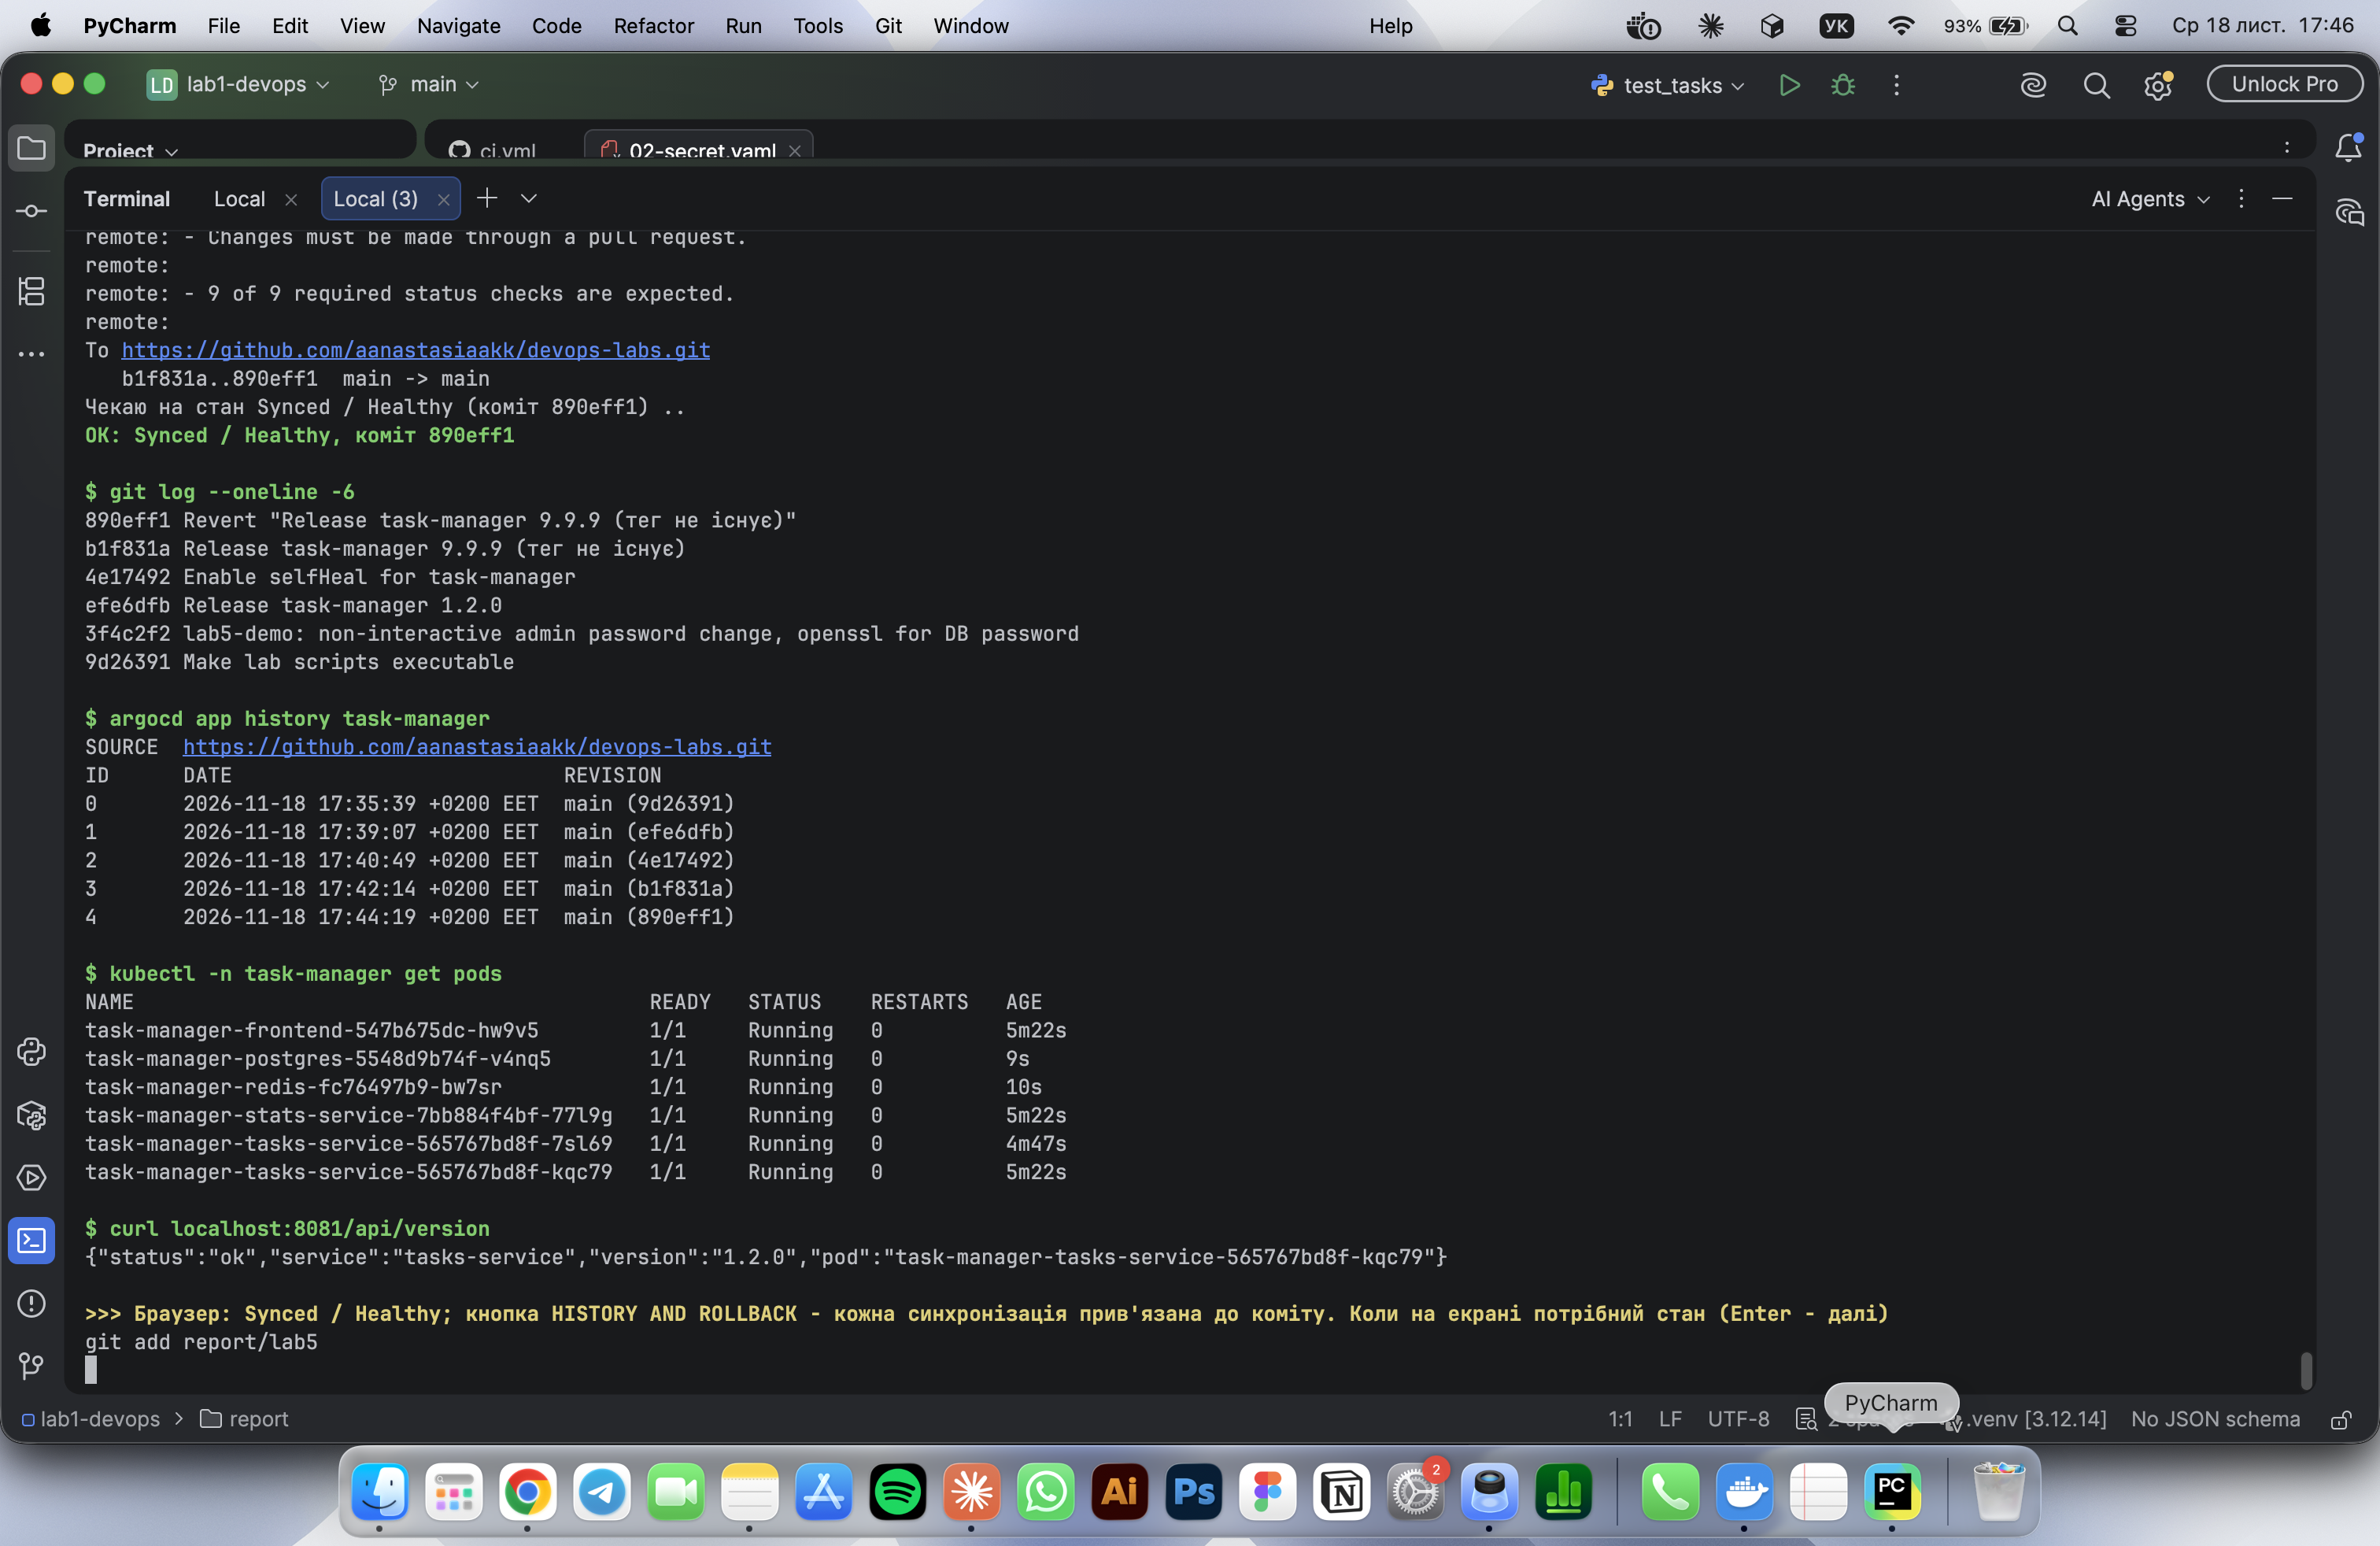 PyCharm File Edit View Navigate Code Refactor Run Tools Git Window Help УК 93% Ср 18 лист. 17:46
LD lab1-devops main test_tasks Unlock Pro
Project ci.yml 02-secret.yaml
Terminal Local Local (3) AI Agents
remote: - Changes must be made through a pull request.
remote:
remote: - 9 of 9 required status checks are expected.
remote:
To https://github.com/aanastasiaakk/devops-labs.git
b1f831a..890eff1 main -> main
Чекаю на стан Synced / Healthy (коміт 890eff1) ..
OK: Synced / Healthy, коміт 890eff1
$ git log --oneline -6
890eff1 Revert "Release task-manager 9.9.9 (тег не існує)"
b1f831a Release task-manager 9.9.9 (тег не існує)
4e17492 Enable selfHeal for task-manager
efe6dfb Release task-manager 1.2.0
3f4c2f2 lab5-demo: non-interactive admin password change, openssl for DB password
9d26391 Make lab scripts executable
$ argocd app history task-manager
SOURCE https://github.com/aanastasiaakk/devops-labs.git
ID DATE REVISION
0 2026-11-18 17:35:39 +0200 EET main (9d26391)
1 2026-11-18 17:39:07 +0200 EET main (efe6dfb)
2 2026-11-18 17:40:49 +0200 EET main (4e17492)
3 2026-11-18 17:42:14 +0200 EET main (b1f831a)
4 2026-11-18 17:44:19 +0200 EET main (890eff1)
$ kubectl -n task-manager get pods
NAME READY STATUS RESTARTS AGE
task-manager-frontend-547b675dc-hw9v5 1/1 Running 0 5m22s
task-manager-postgres-5548d9b74f-v4nq5 1/1 Running 0 9s
task-manager-redis-fc76497b9-bw7sr 1/1 Running 0 10s
task-manager-stats-service-7bb884f4bf-77l9g 1/1 Running 0 5m22s
task-manager-tasks-service-565767bd8f-7sl69 1/1 Running 0 4m47s
task-manager-tasks-service-565767bd8f-kqc79 1/1 Running 0 5m22s
$ curl localhost:8081/api/version
{"status":"ok","service":"tasks-service","version":"1.2.0","pod":"task-manager-tasks-service-565767bd8f-kqc79"}
>>> Браузер: Synced / Healthy; кнопка HISTORY AND ROLLBACK - кожна синхронізація прив'язана до коміту. Коли на екрані потрібний стан (Enter - далі)
git add report/lab5
PyCharm
lab1-devops > report 1:1 LF UTF-8 .venv [3.12.14] No JSON schema
2
Ai Ps PC